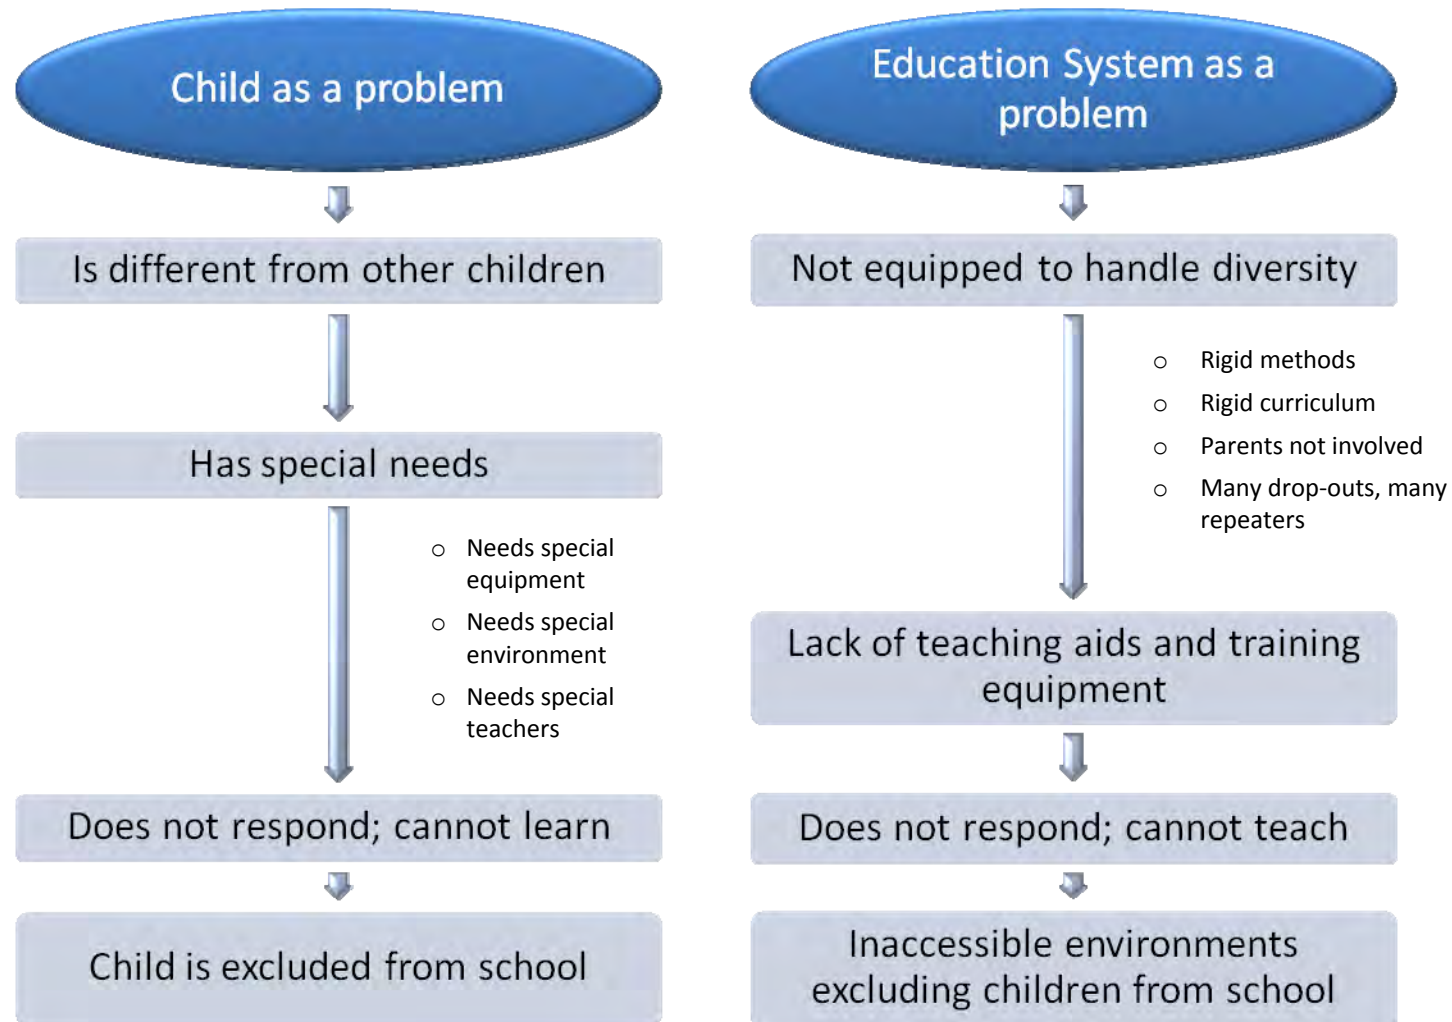 Child as a problem
Is different from other children
Has special needs
o Needs special
equipment
o Needs special
environment
o Needs special
teachers
Does not respond; cannot learn
Child is excluded from school
Education System as a
problem
Not equipped to handle diversity
o Rigid methods
o Rigid curriculum
o Parents not involved
o Many drop-outs, many
repeaters
Lack of teaching aids and training
equipment
Does not respond; cannot teach
Inaccessible environments
excluding children from school